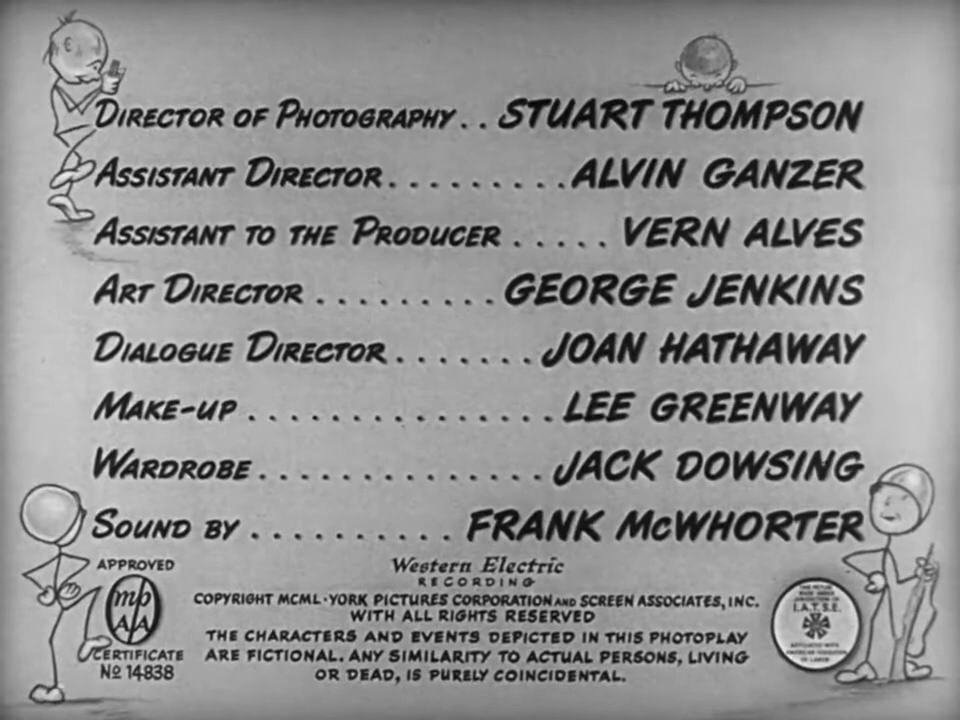 DIRECTOR OF PHOTOGRAPHY . . STUART THOMPSON
ASSISTANT DIRECTOR . . . . . . . . . ALVIN GANZER
ASSISTANT TO THE PRODUCER . . . . . VERN ALVES
ART DIRECTOR . . . . . . . . . GEORGE JENKINS
DIALOGUE DIRECTOR . . . . . . . JOAN HATHAWAY
MAKE-UP . . . . . . . . . . . . . . . LEE GREENWAY
WARDROBE . . . . . . . . . . . . . . JACK DOWSING
SOUND BY . . . . . . . . . . FRANK McWHORTER
APPROVED
mp
AA
CERTIFICATE
No 14838
Western Electric
RECORDING
COPYRIGHT MCML · YORK PICTURES CORPORATION AND SCREEN ASSOCIATES, INC.
WITH ALL RIGHTS RESERVED
THE CHARACTERS AND EVENTS DEPICTED IN THIS PHOTOPLAY
ARE FICTIONAL. ANY SIMILARITY TO ACTUAL PERSONS, LIVING
OR DEAD, IS PURELY COINCIDENTAL.
I.A.T.S.E.